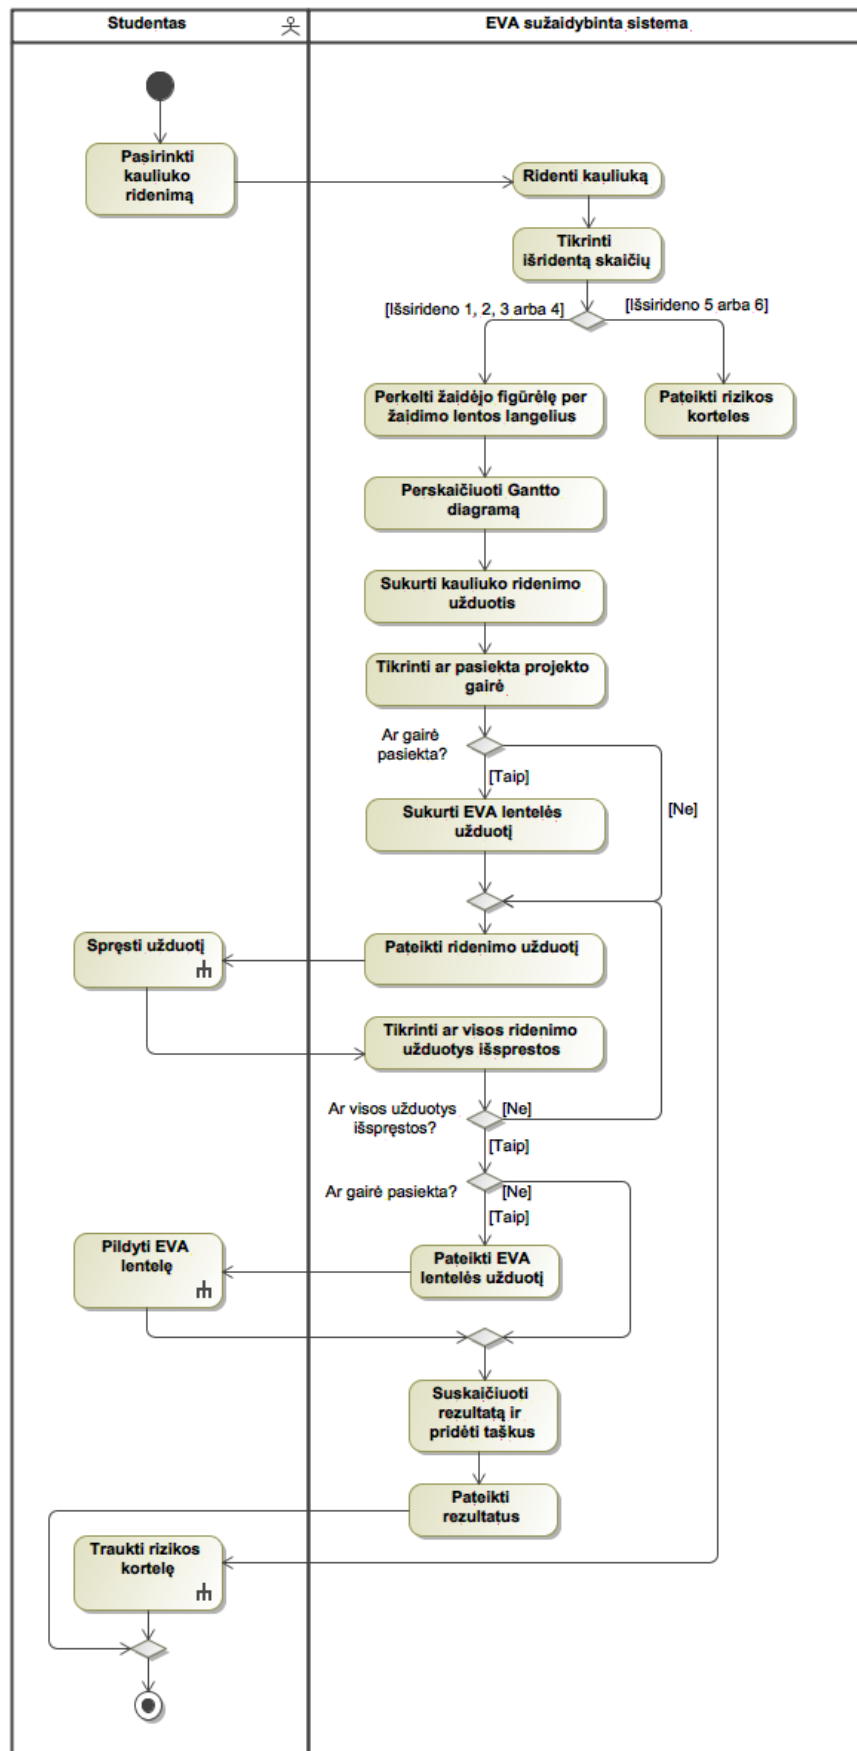 Studentas
EVA sužaidybinta sistema
Pasirinkti
kauliuko
ridenimą
Ridenti kauliuką
Tikrinti
išridentą skaičių
[Išsirideno 1, 2, 3 arba 4]
[Išsirideno 5 arba 6]
Perkelti žaidėjo figūrėlę per
žaidimo lentos langelius
Pateikti rizikos
korteles
Perskaičiuoti Gantto
diagramą
Sukurti kauliuko ridenimo
užduotis
Tikrinti ar pasiekta projekto
gairė
Ar gairė
pasiekta?
[Taip]
Sukurti EVA lentelės
užduotį
[Ne]
Spręsti užduotį
Pateikti ridenimo užduotį
Tikrinti ar visos ridenimo
užduotys išsprestos
Ar visos užduotys
išspręstos?
[Ne]
[Taip]
Ar gairė pasiekta?
[Ne]
[Taip]
Pildyti EVA
lentelę
Pateikti EVA
lentelės užduotį
Suskaičiuoti
rezultatą ir
pridėti taškus
Pateikti
rezultatus
Traukti rizikos
kortelę